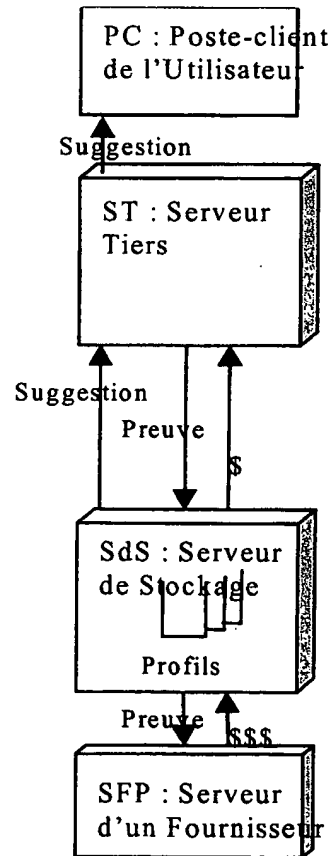 PC : Poste-client
de l'Utilisateur
Suggestion
ST : Serveur
Tiers
Suggestion
Preuve
$
SdS : Serveur
de Stockage
Profils
Preuve
$$$
SFP : Serveur
d'un Fournisseur